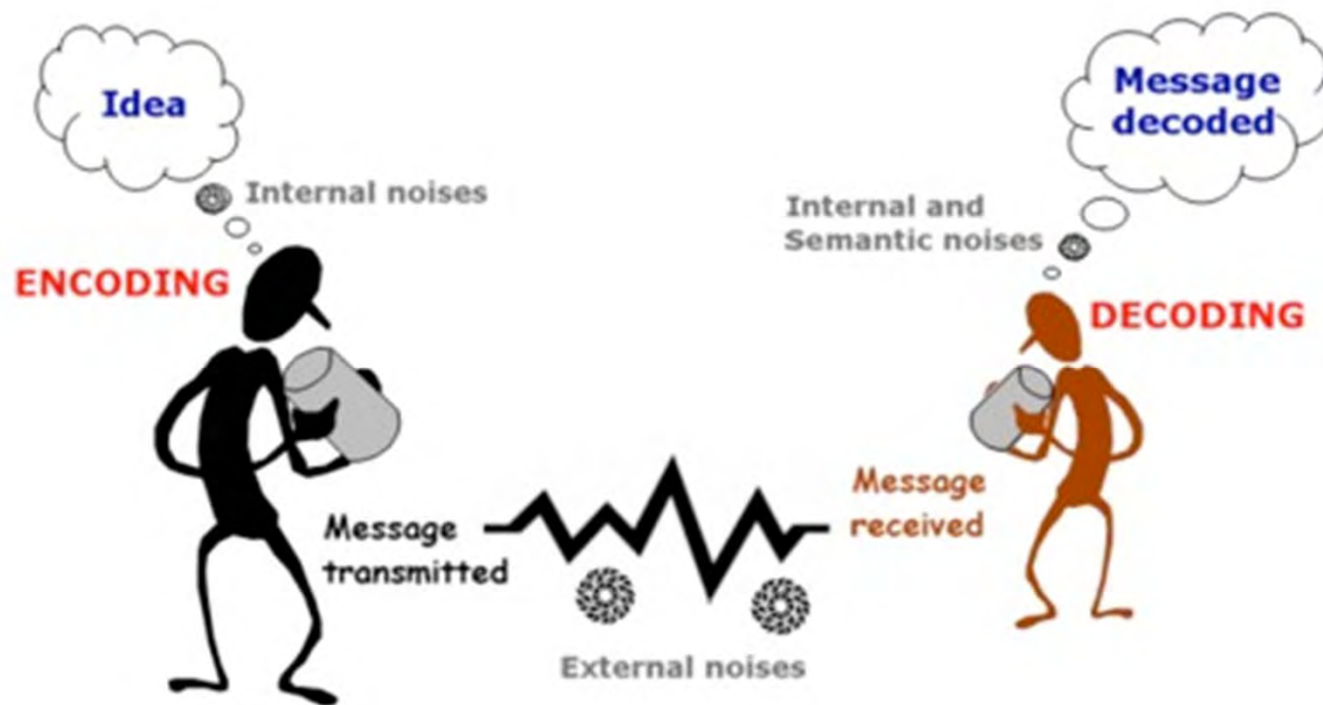 Idea
Message
decoded
Internal noises
Internal and
Semantic noises
ENCODING
DECODING
Message
transmitted
Message
received
External noises